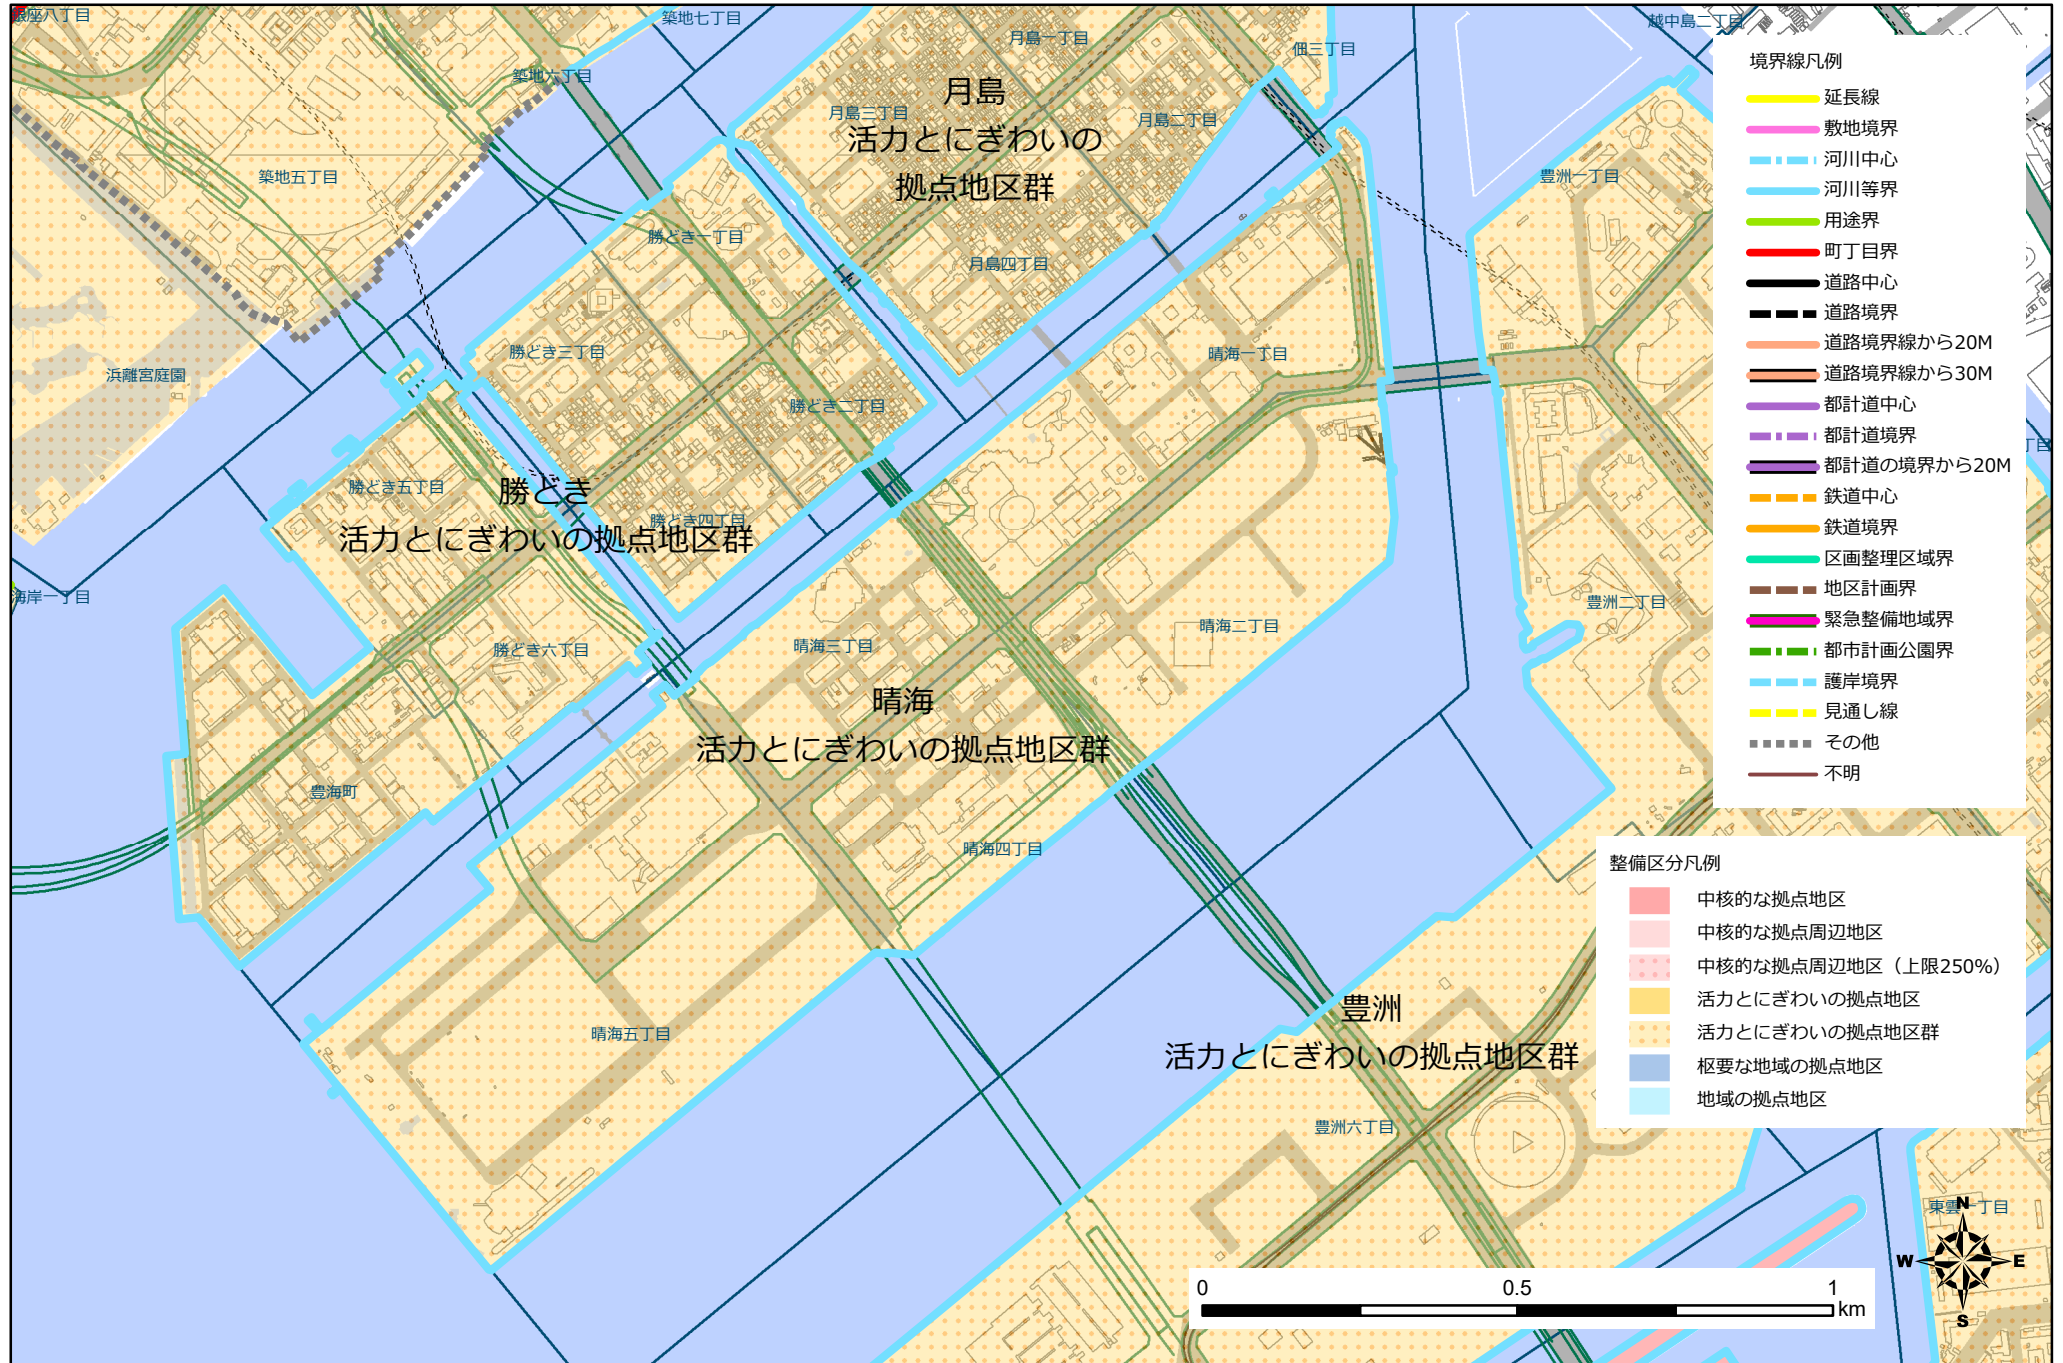 銀座八丁目
築地七丁目
月島一丁目
佃三丁目
越中島二丁目
築地六丁目
月島
活力とにぎわいの
拠点地区群
月島三丁目
月島二丁目
築地五丁目
豊洲一丁目
勝どき一丁目
月島四丁目
勝どき三丁目
晴海一丁目
浜離宮庭園
勝どき二丁目
勝どき五丁目
勝どき
活力とにぎわいの拠点地区群
勝どき四丁目
海岸一丁目
豊洲二丁目
晴海二丁目
晴海三丁目
勝どき六丁目
晴海
活力とにぎわいの拠点地区群
豊海町
晴海四丁目
豊洲
活力とにぎわいの拠点地区群
晴海五丁目
豊洲六丁目
東雲一丁目
境界線凡例
延長線
敷地境界
河川中心
河川等界
用途界
町丁目界
道路中心
道路境界
道路境界線から20M
道路境界線から30M
都計道中心
都計道境界
都計道の境界から20M
鉄道中心
鉄道境界
区画整理区域界
地区計画界
緊急整備地域界
都市計画公園界
護岸境界
見通し線
その他
不明
整備区分凡例
中核的な拠点地区
中核的な拠点周辺地区
中核的な拠点周辺地区（上限250%）
活力とにぎわいの拠点地区
活力とにぎわいの拠点地区群
枢要な地域の拠点地区
地域の拠点地区
N
W E
S
0 0.5 1
km